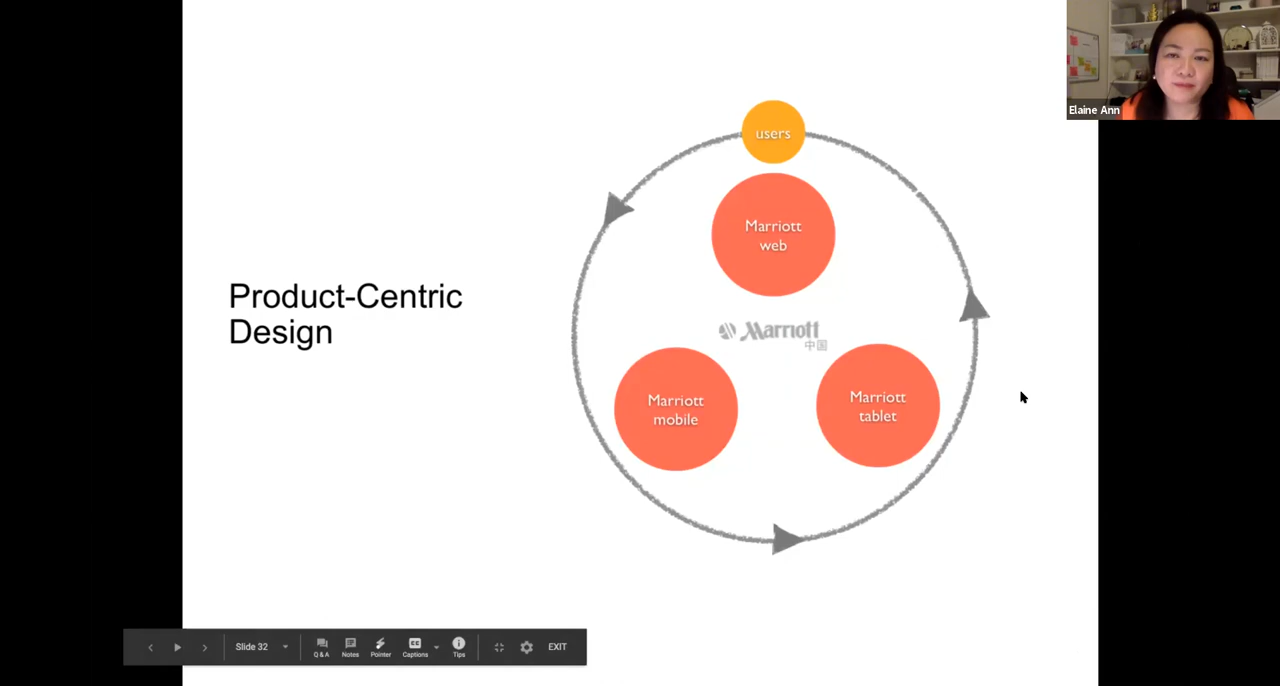 Elaine Ann
users
Marriott
web
Product-Centric
Design
Marriott
中国
Marriott
mobile
Marriott
tablet
Slide 32
Q & A
Notes
Pointer
Captions
Tips
EXIT
CC